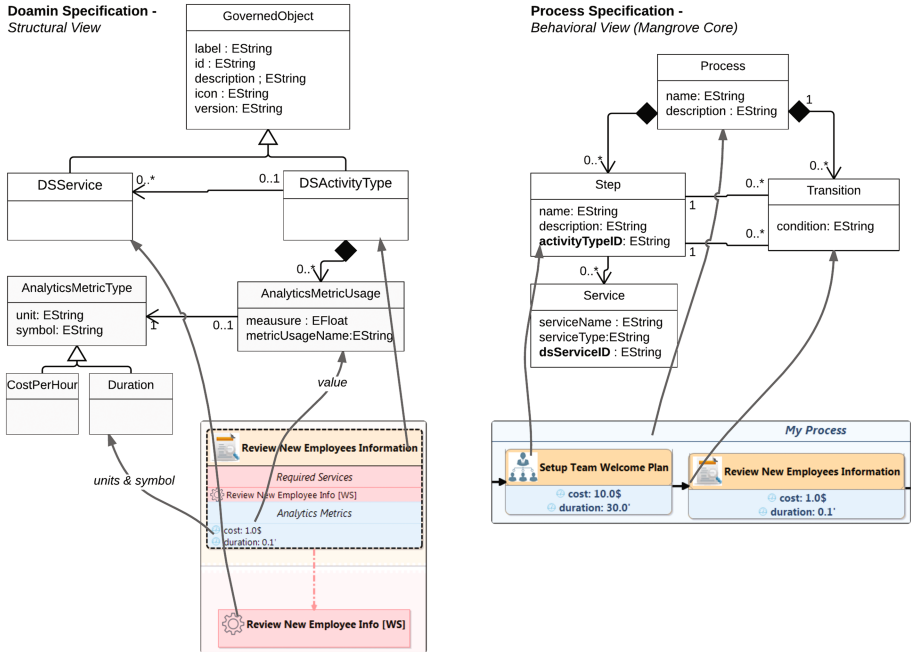 Doamin Specification -
Structural View
GovernedObject
label : EString
id : EString
description ; EString
icon : EString
version: EString
DSService
0..*
0..1
DSActivityType
0..*
AnalyticsMetricType
unit: EString
symbol: EString
1
0..1
AnalyticsMetricUsage
meausure : EFloat
metricUsageName:EString
CostPerHour
Duration
value
units & symbol
Review New Employees Information
Required Services
Review New Employee Info [WS]
Analytics Metrics
cost: 1.0$
duration: 0.1'
Review New Employee Info [WS]
Process Specification -
Behavioral View (Mangrove Core)
Process
name: EString
description : EString
1
0..*
0..*
Step
name: EString
description: EString
activityTypeID: EString
1
0..*
1
0..*
Transition
condition: EString
0..*
Service
serviceName : EString
serviceType:EString
dsServiceID : EString
My Process
Setup Team Welcome Plan
cost: 10.0$
duration: 30.0'
Review New Employees Information
cost: 1.0$
duration: 0.1'